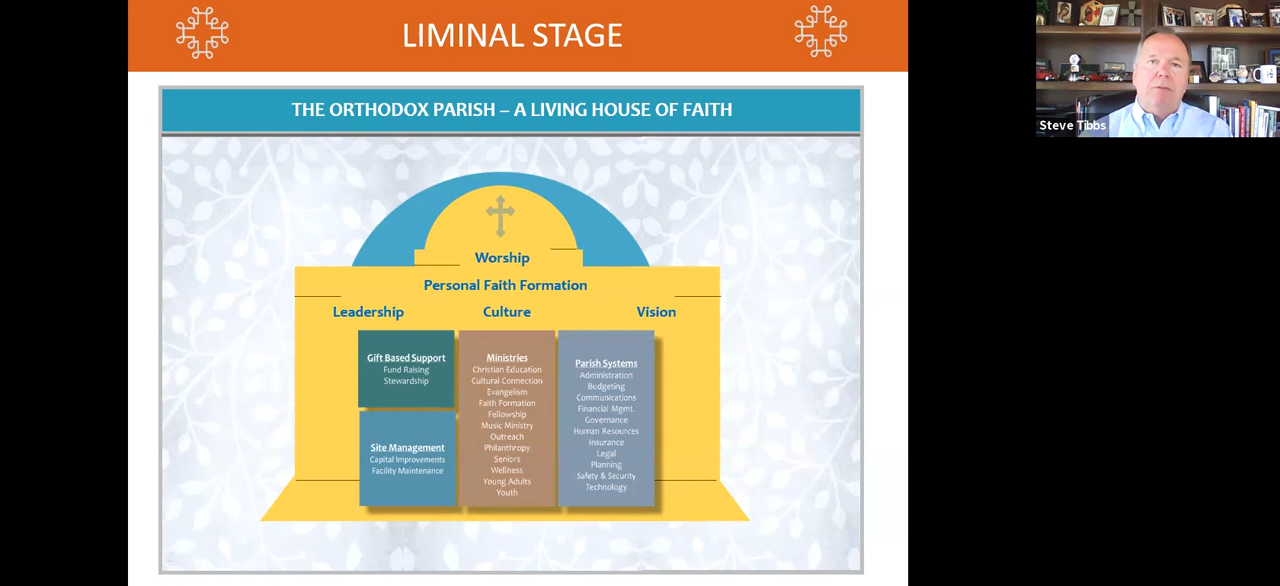 LIMINAL STAGE
THE ORTHODOX PARISH – A LIVING HOUSE OF FAITH
Worship
Personal Faith Formation
Leadership
Culture
Vision
Gift Based Support
Fund Raising
Stewardship
Site Management
Capital Improvements
Facility Maintenance
Ministries
Christian Education
Cultural Connection
Evangelism
Faith Formation
Fellowship
Music Ministry
Outreach
Philanthropy
Seniors
Wellness
Young Adults
Youth
Parish Systems
Administration
Budgeting
Communications
Financial Mgmt.
Governance
Human Resources
Insurance
Legal
Planning
Safety & Security
Technology
Steve Tibbs